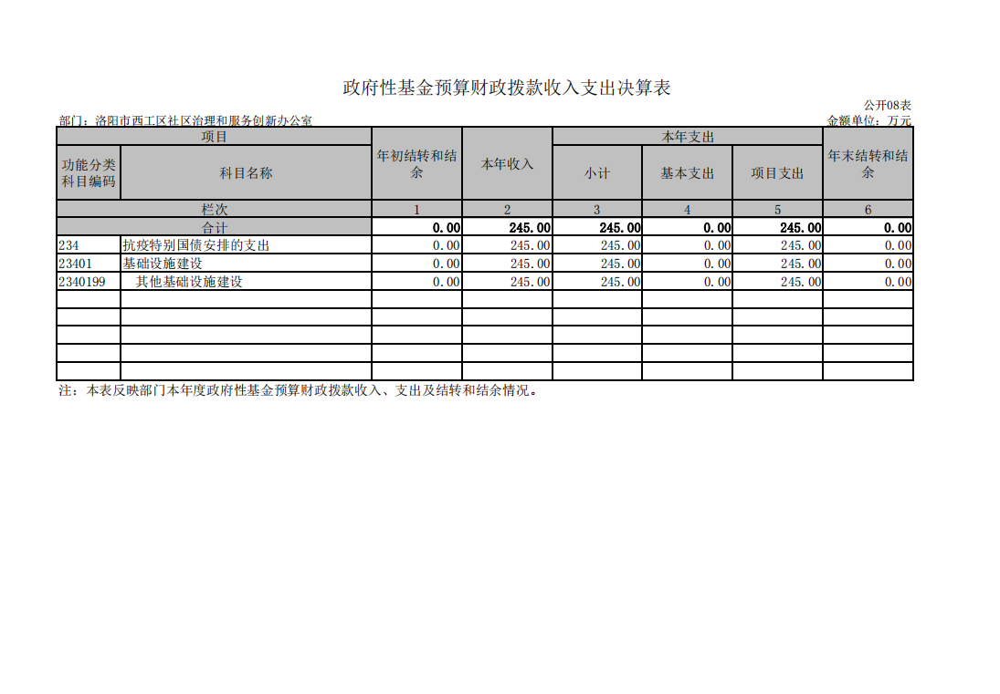 政府性基金预算财政拨款收入支出决算表
公开08表
部门：洛阳市西工区社区治理和服务创新办公室 金额单位：万元
项目 年初结转和结余 本年收入 本年支出 年末结转和结余
功能分类科目编码 科目名称 小计 基本支出 项目支出
栏次 1 2 3 4 5 6
合计 0.00 245.00 245.00 0.00 245.00 0.00
234 抗疫特别国债安排的支出 0.00 245.00 245.00 0.00 245.00 0.00
23401 基础设施建设 0.00 245.00 245.00 0.00 245.00 0.00
2340199 其他基础设施建设 0.00 245.00 245.00 0.00 245.00 0.00
注：本表反映部门本年度政府性基金预算财政拨款收入、支出及结转和结余情况。